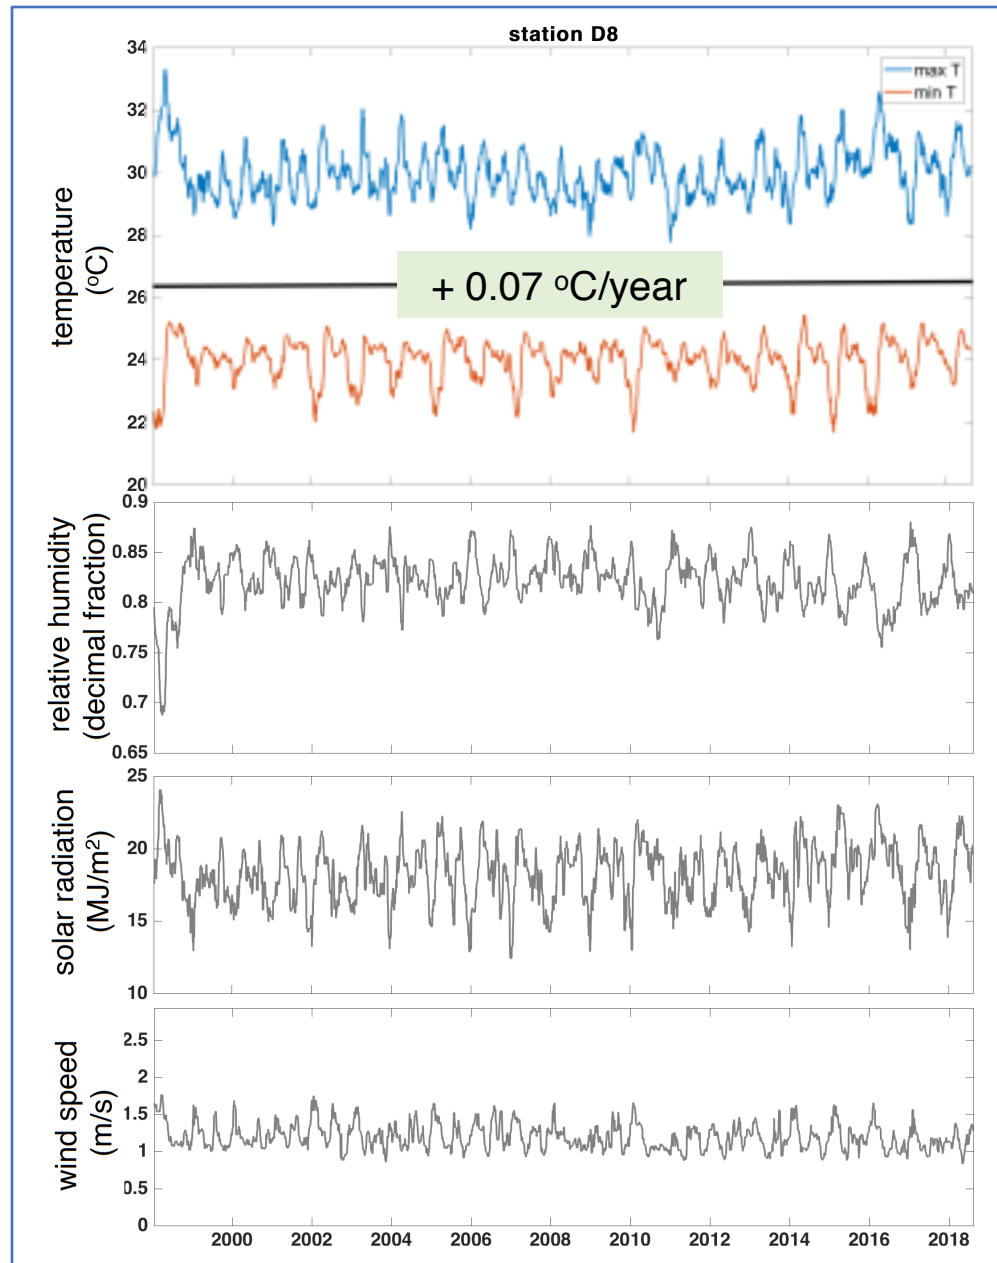 station D8
34
32
30
28
26
24
22
20
temperature
(ºC)
max T
min T
+ 0.07 ºC/year
0.9
0.85
0.8
0.75
0.7
0.65
relative humidity
(decimal fraction)
25
20
15
10
solar radiation
(MJ/m²)
2.5
2
1.5
1
0.5
0
wind speed
(m/s)
2000 2002 2004 2006 2008 2010 2012 2014 2016 2018